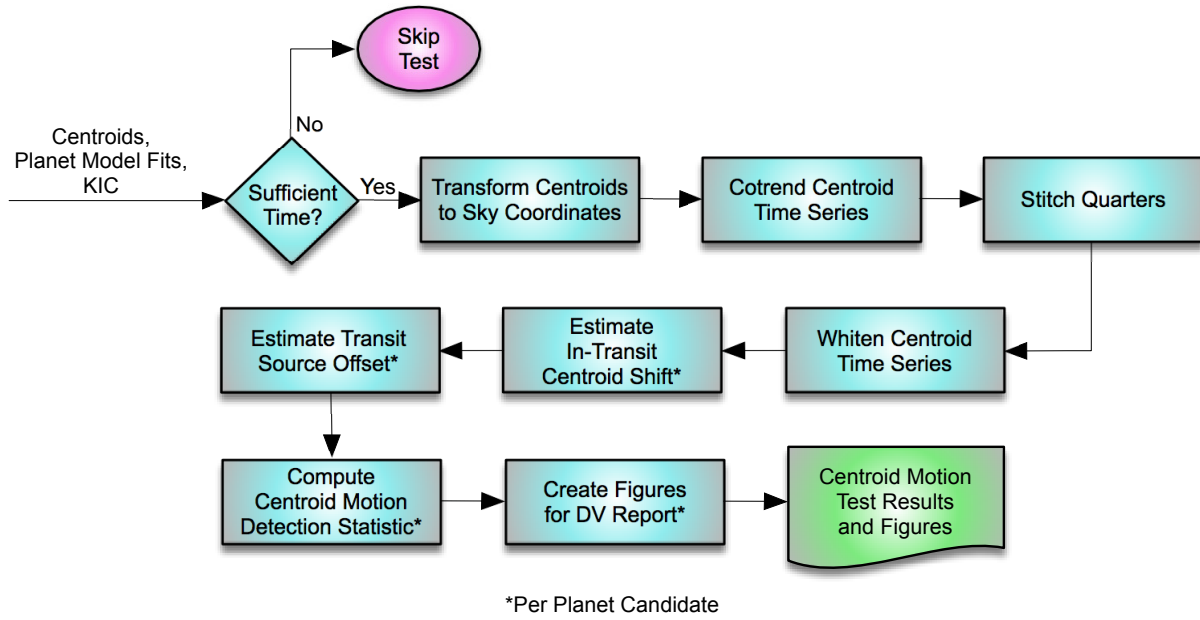 Skip
Test
No
Centroids,
Planet Model Fits,
KIC
Sufficient
Time?
Yes
Transform Centroids
to Sky Coordinates
Cotrend Centroid
Time Series
Stitch Quarters
Estimate Transit
Source Offset*
Estimate
In-Transit
Centroid Shift*
Whiten Centroid
Time Series
Compute
Centroid Motion
Detection Statistic*
Create Figures
for DV Report*
Centroid Motion
Test Results
and Figures
*Per Planet Candidate